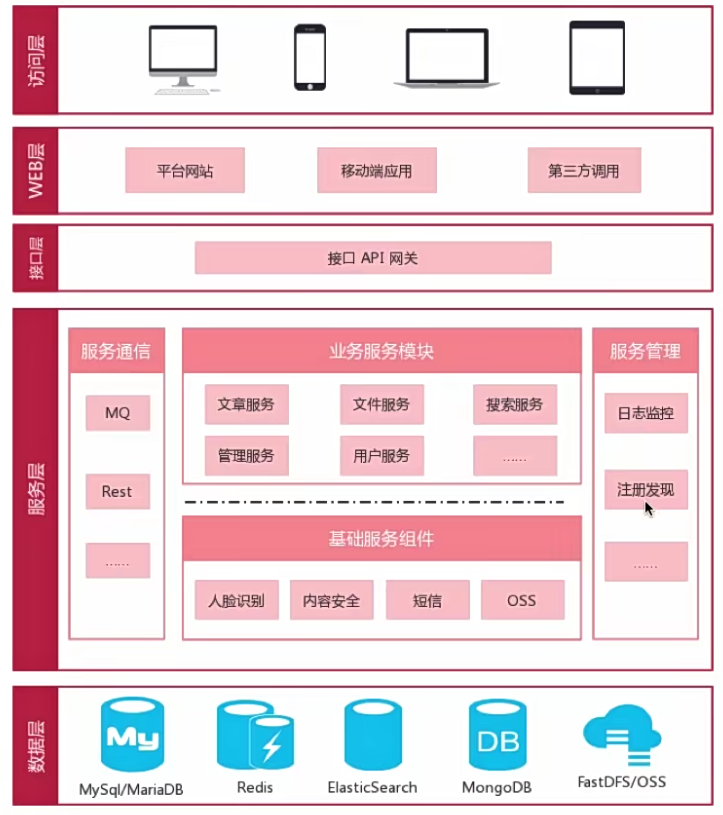 访问层
WEB层
平台网站
移动端应用
第三方调用
接口层
接口 API 网关
服务层
服务通信
MQ
Rest
......
业务服务模块
文章服务
文件服务
搜索服务
管理服务
用户服务
......
基础服务组件
人脸识别
内容安全
短信
OSS
服务管理
日志监控
注册发现
......
数据层
My
DB
MySql/MariaDB
Redis
ElasticSearch
MongoDB
FastDFS/OSS